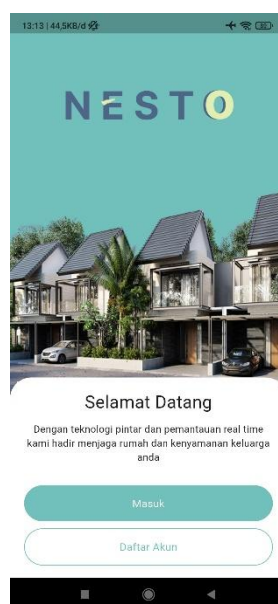 13:13 | 44,5KB/d
NESTO
Selamat Datang
Dengan teknologi pintar dan pemantauan real time
kami hadir menjaga rumah dan kenyamanan keluarga
anda
Masuk
Daftar Akun